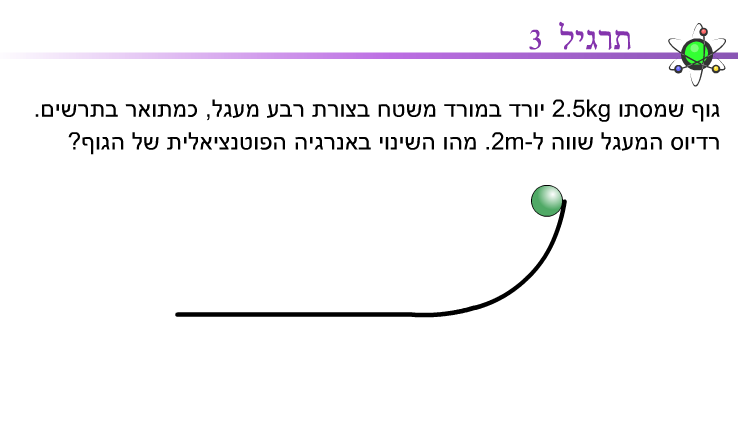 תרגיל 3
גוף שמסתו 2.5kg יורד במורד משטח בצורת רבע מעגל, כמתואר בתרשים.
רדיוס המעגל שווה ל-2m. מהו השינוי באנרגיה הפוטנציאלית של הגוף?